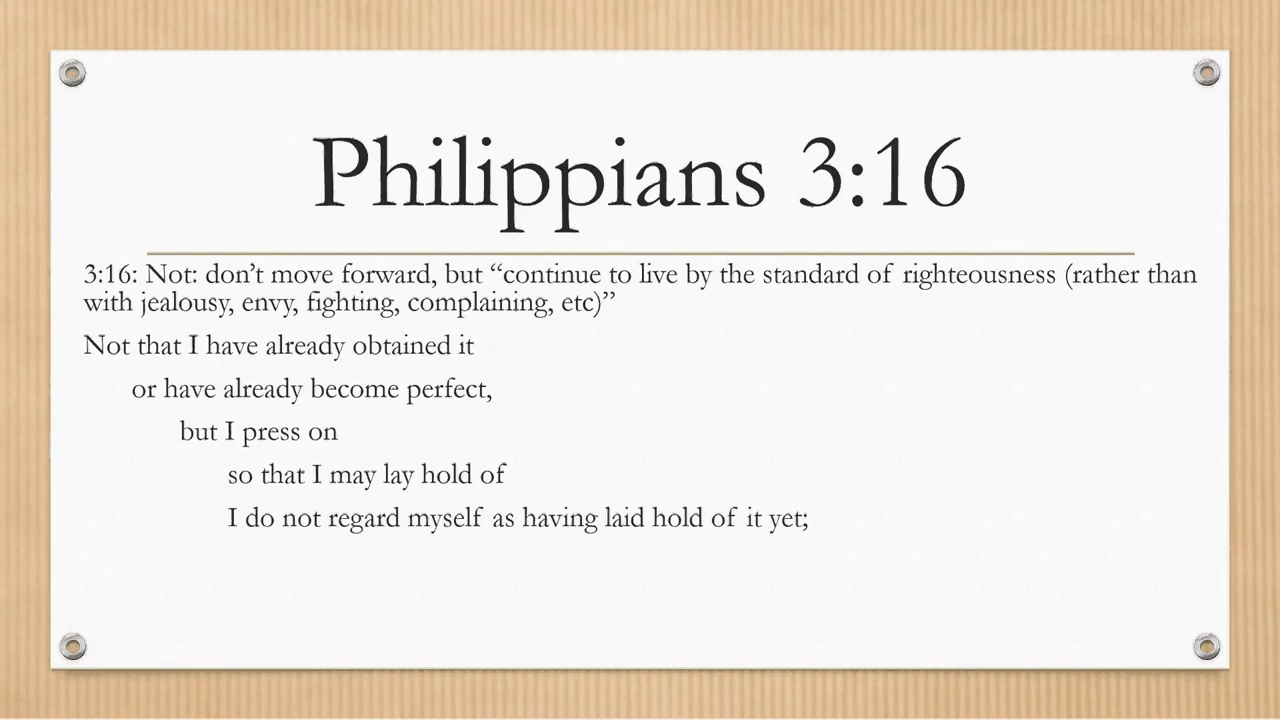 Philippians 3:16
3:16: Not: don’t move forward, but “continue to live by the standard of righteousness (rather than
with jealousy, envy, fighting, complaining, etc)”
Not that I have already obtained it
or have already become perfect,
but I press on
so that I may lay hold of
I do not regard myself as having laid hold of it yet;